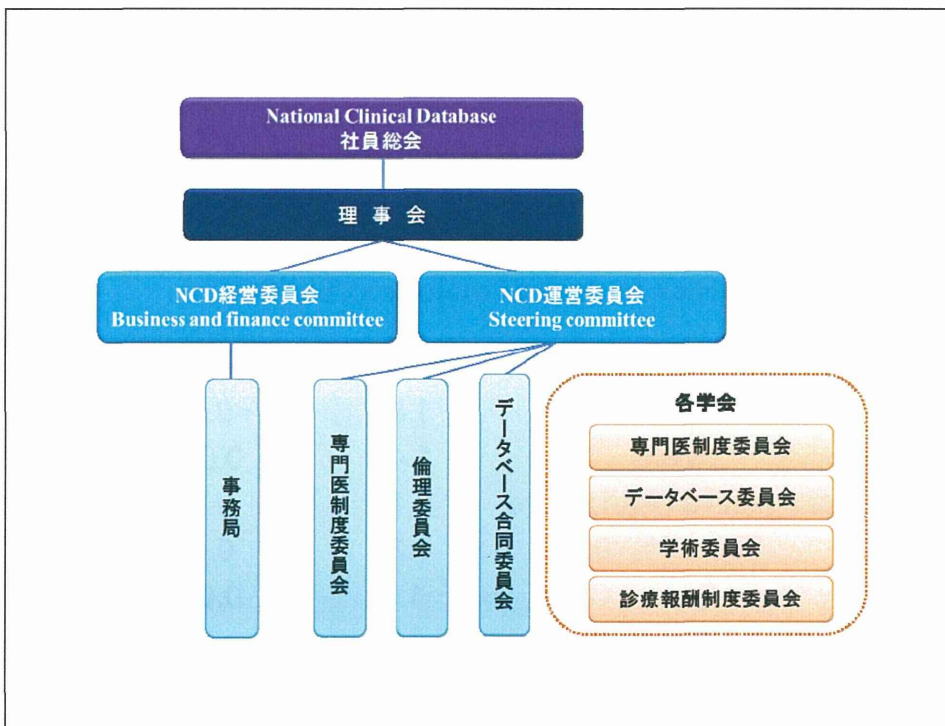 National Clinical Database
社員総会
理事会
NCD経営委員会
Business and finance committee
NCD運営委員会
Steering committee
事務局
専門医制度委員会
倫理委員会
データベース合同委員会
各学会
専門医制度委員会
データベース委員会
学術委員会
診療報酬制度委員会